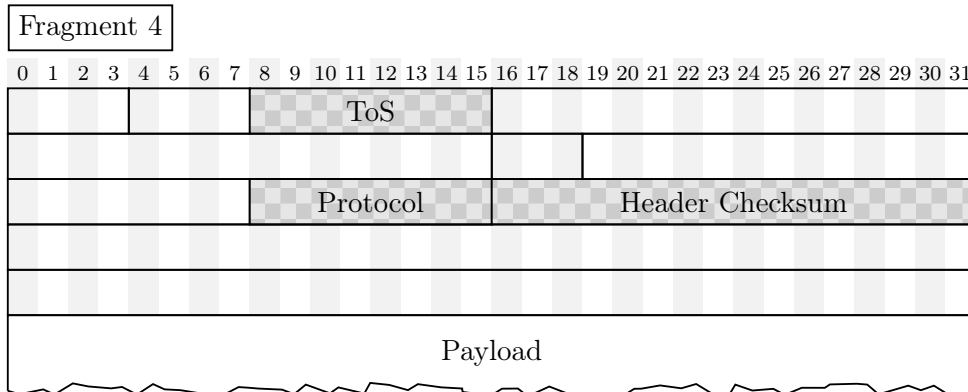 Fragment 4
0 1 2 3 4 5 6 7 8 9 10 11 12 13 14 15 16 17 18 19 20 21 22 23 24 25 26 27 28 29 30 31
ToS
Protocol Header Checksum
Payload